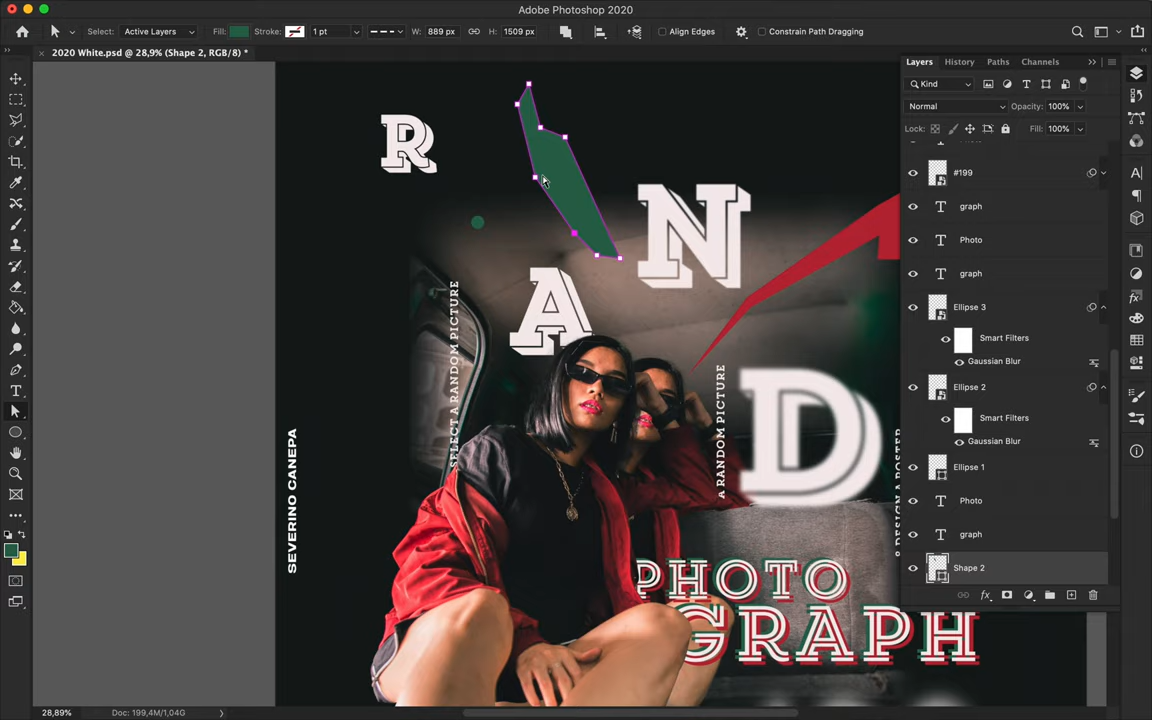 Adobe Photoshop 2020
Select: Active Layers Fill: Stroke: 1 pt W: 889 px H: 1509 px Align Edges Constrain Path Dragging
2020 White.psd @ 28,9% (Shape 2, RGB/8) *
Layers History Paths Channels
Kind
Normal Opacity: 100%
Lock: Fill: 100%
#199
graph
Photo
graph
Ellipse 3
Smart Filters
Gaussian Blur
Ellipse 2
Smart Filters
Gaussian Blur
Ellipse 1
Photo
graph
Shape 2
R
A
N
D
SELECT A RANDOM PICTURE
A RANDOM PICTURE
& DESIGN A POSTER
SEVERINO CANEPA
PHOTO
GRAPH
28,89% Doc: 199,4M/1,04G